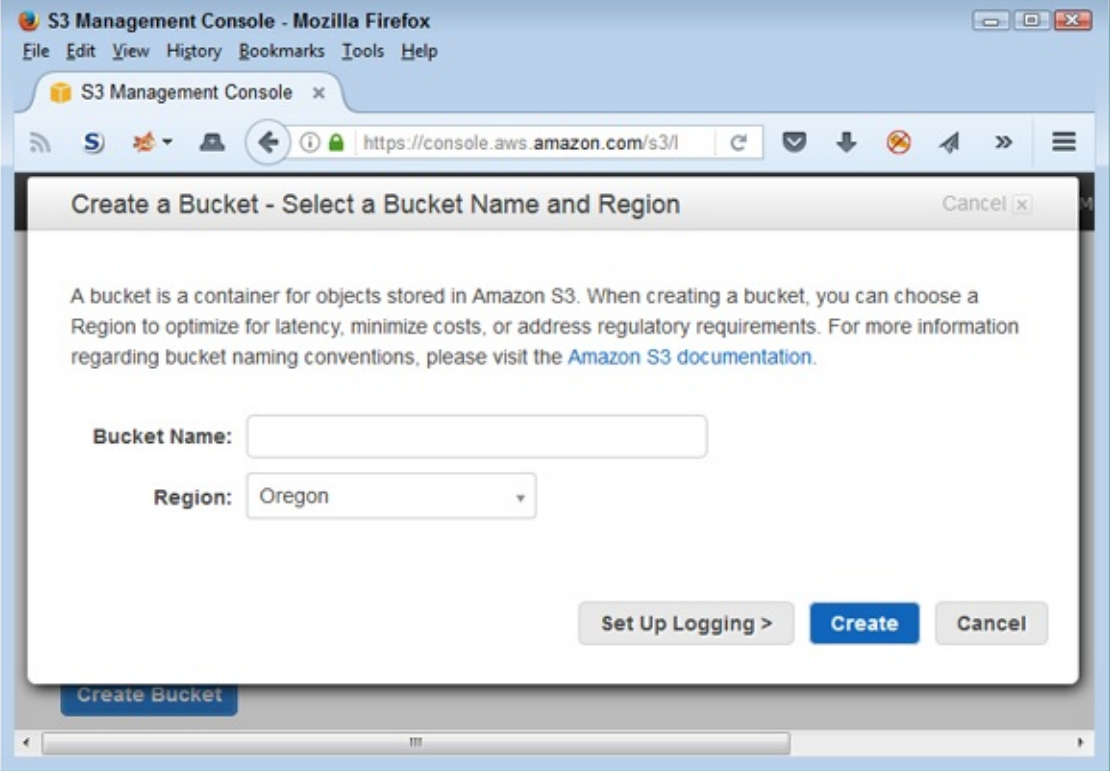 S3 Management Console - Mozilla Firefox
File Edit View History Bookmarks Tools Help
S3 Management Console ×
S
https://console.aws.amazon.com/s3/l
Create a Bucket - Select a Bucket Name and Region
Cancel x
M
A bucket is a container for objects stored in Amazon S3. When creating a bucket, you can choose a
Region to optimize for latency, minimize costs, or address regulatory requirements. For more information
regarding bucket naming conventions, please visit the Amazon S3 documentation.
Bucket Name:
Region: Oregon
Set Up Logging > Create Cancel
Create Bucket